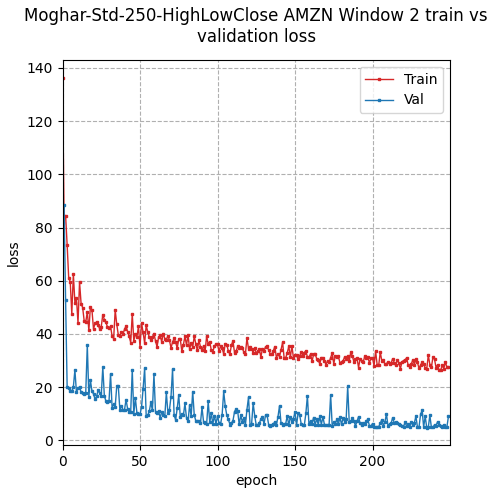 Moghar-Std-250-HighLowClose AMZN Window 2 train vs
validation loss
140
120
100
80
60
40
20
0
loss
Train
Val
0
50
100
150
200
epoch